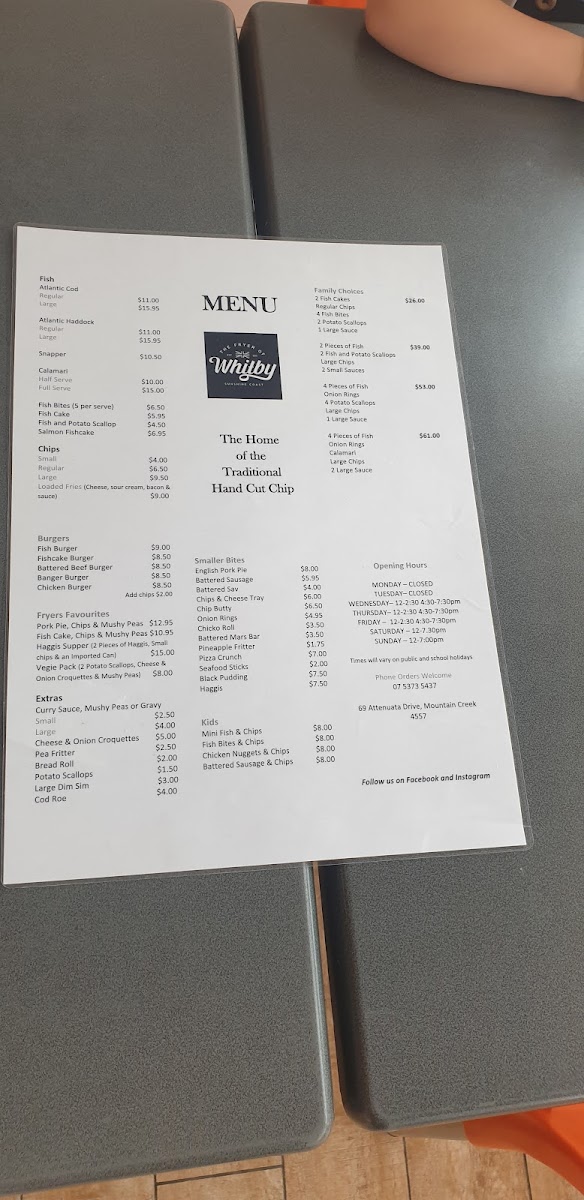 Fish
Atlantic Cod
Regular $11.00
Large $15.95
Atlantic Haddock
Regular $11.00
Large $15.95
Snapper $10.50
Calamari
Half Serve $10.00
Full Serve $15.00
Fish Bites (5 per serve) $6.50
Fish Cake $5.95
Fish and Potato Scallop $4.50
Salmon Fishcake $6.95
Chips
Small $4.00
Regular $6.50
Large $9.50
Loaded Fries (Cheese, sour cream, bacon &
sauce) $9.00
MENU
THE FRYER OF
Whitby
SUNSHINE COAST
The Home
of the
Traditional
Hand Cut Chip
Family Choices
2 Fish Cakes $26.00
Regular Chips
4 Fish Bites
2 Potato Scallops
1 Large Sauce
2 Pieces of Fish $39.00
2 Fish and Potato Scallops
Large Chips
2 Small Sauces
4 Pieces of Fish $53.00
Onion Rings
4 Potato Scallops
Large Chips
1 Large Sauce
4 Pieces of Fish $61.00
Onion Rings
Calamari
Large Chips
2 Large Sauce
Burgers
Fish Burger $9.00
Fishcake Burger $8.50
Battered Beef Burger $8.50
Banger Burger $8.50
Chicken Burger $8.50
Add chips $2.00
Fryers Favourites
Pork Pie, Chips & Mushy Peas $12.95
Fish Cake, Chips & Mushy Peas $10.95
Haggis Supper (2 Pieces of Haggis, Small
chips & an Imported Can) $15.00
Vegie Pack (2 Potato Scallops, Cheese &
Onion Croquettes & Mushy Peas) $8.00
Extras
Curry Sauce, Mushy Peas or Gravy
Small $2.50
Large $4.00
Cheese & Onion Croquettes $5.00
Pea Fritter $2.50
Bread Roll $2.00
Potato Scallops $1.50
Large Dim Sim $3.00
Cod Roe $4.00
Smaller Bites
English Pork Pie $8.00
Battered Sausage $5.95
Battered Sav $4.00
Chips & Cheese Tray $6.00
Chip Butty $6.50
Onion Rings $4.95
Chicko Roll $3.50
Battered Mars Bar $3.50
Pineapple Fritter $1.75
Pizza Crunch $7.00
Seafood Sticks $2.00
Black Pudding $7.50
Haggis $7.50
Kids
Mini Fish & Chips $8.00
Fish Bites & Chips $8.00
Chicken Nuggets & Chips $8.00
Battered Sausage & Chips $8.00
Opening Hours
MONDAY – CLOSED
TUESDAY– CLOSED
WEDNESDAY– 12-2:30 4:30-7:30pm
THURSDAY– 12-2:30 4:30-7:30pm
FRIDAY – 12-2:30 4:30-7:30pm
SATURDAY – 12-7.30pm
SUNDAY – 12-7:00pm
Times will vary on public and school holidays
Phone Orders Welcome
07 5373 5437
69 Attenuata Drive, Mountain Creek
4557
Follow us on Facebook and Instagram